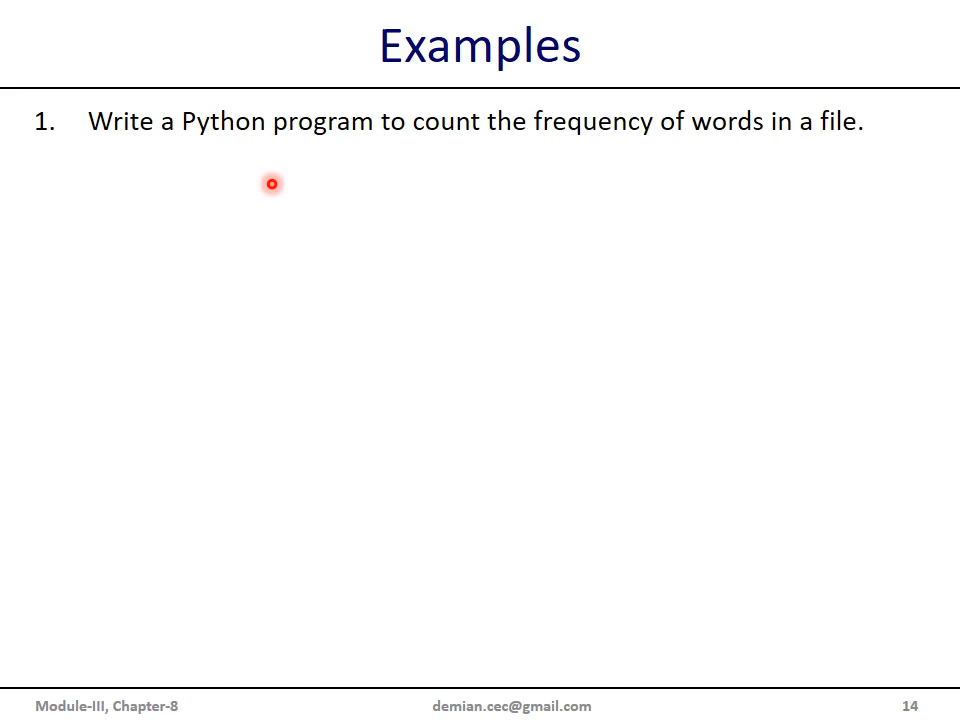 Examples
1. Write a Python program to count the frequency of words in a file.
Module-III, Chapter-8 demian.cec@gmail.com 14